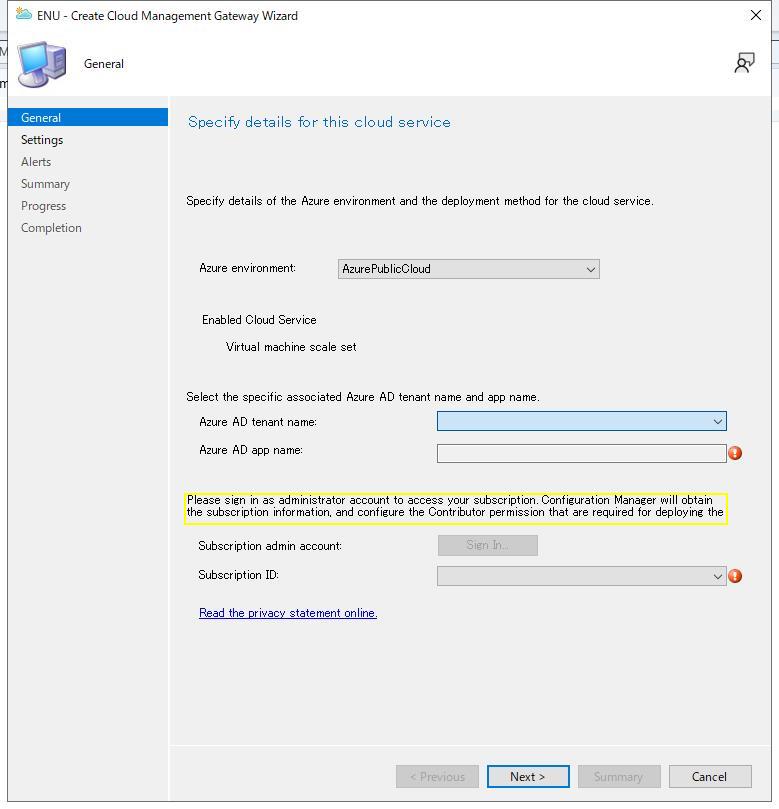 ENU - Create Cloud Management Gateway Wizard
General
General
Settings
Alerts
Summary
Progress
Completion
Specify details for this cloud service
Specify details of the Azure environment and the deployment method for the cloud service.
Azure environment:
AzurePublicCloud
Enabled Cloud Service
Virtual machine scale set
Select the specific associated Azure AD tenant name and app name.
Azure AD tenant name:
Azure AD app name:
Please sign in as administrator account to access your subscription. Configuration Manager will obtain
the subscription information, and configure the Contributor permission that are required for deploying the
Subscription admin account:
Sign In...
Subscription ID:
Read the privacy statement online.
< Previous
Next >
Summary
Cancel